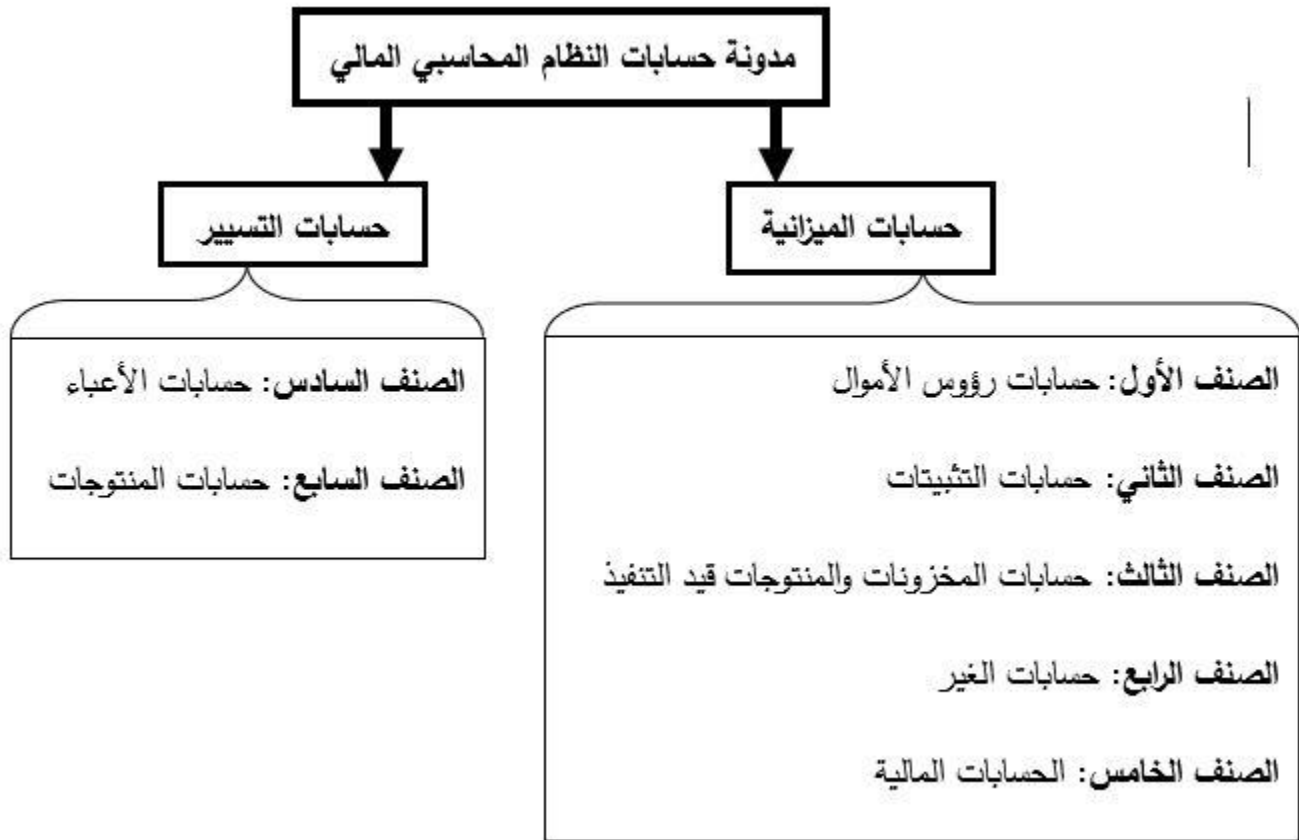 مدونة حسابات النظام المحاسبي المالي
حسابات الميزانية
حسابات التسيير
الصنف الأول: حسابات رؤوس الأموال
الصنف الثاني: حسابات التثبيتات
الصنف الثالث: حسابات المخزونات والمنتوجات قيد التنفيذ
الصنف الرابع: حسابات الغير
الصنف الخامس: الحسابات المالية
الصنف السادس: حسابات الأعباء
الصنف السابع: حسابات المنتوجات